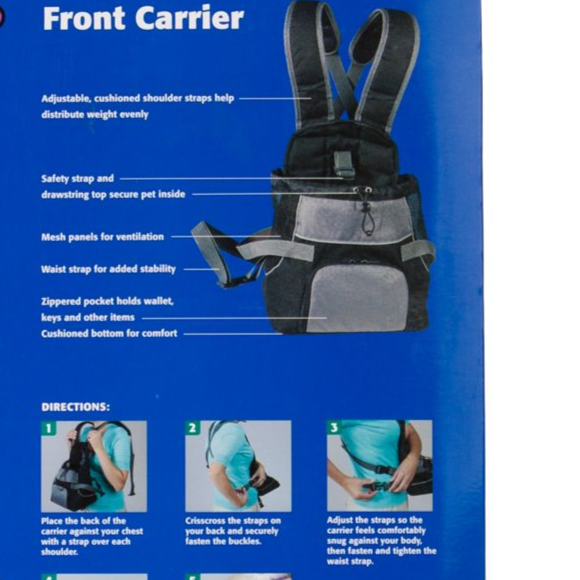 Front Carrier
Adjustable, cushioned shoulder straps help
distribute weight evenly
Safety strap and
drawstring top secure pet inside
Mesh panels for ventilation
Waist strap for added stability
Zippered pocket holds wallet,
keys and other items
Cushioned bottom for comfort
DIRECTIONS:
1
Place the back of the
carrier against your chest
with a strap over each
shoulder.
2
Crisscross the straps on
your back and securely
fasten the buckles.
3
Adjust the straps so the
carrier feels comfortably
snug against your body,
then fasten and tighten the
waist strap.